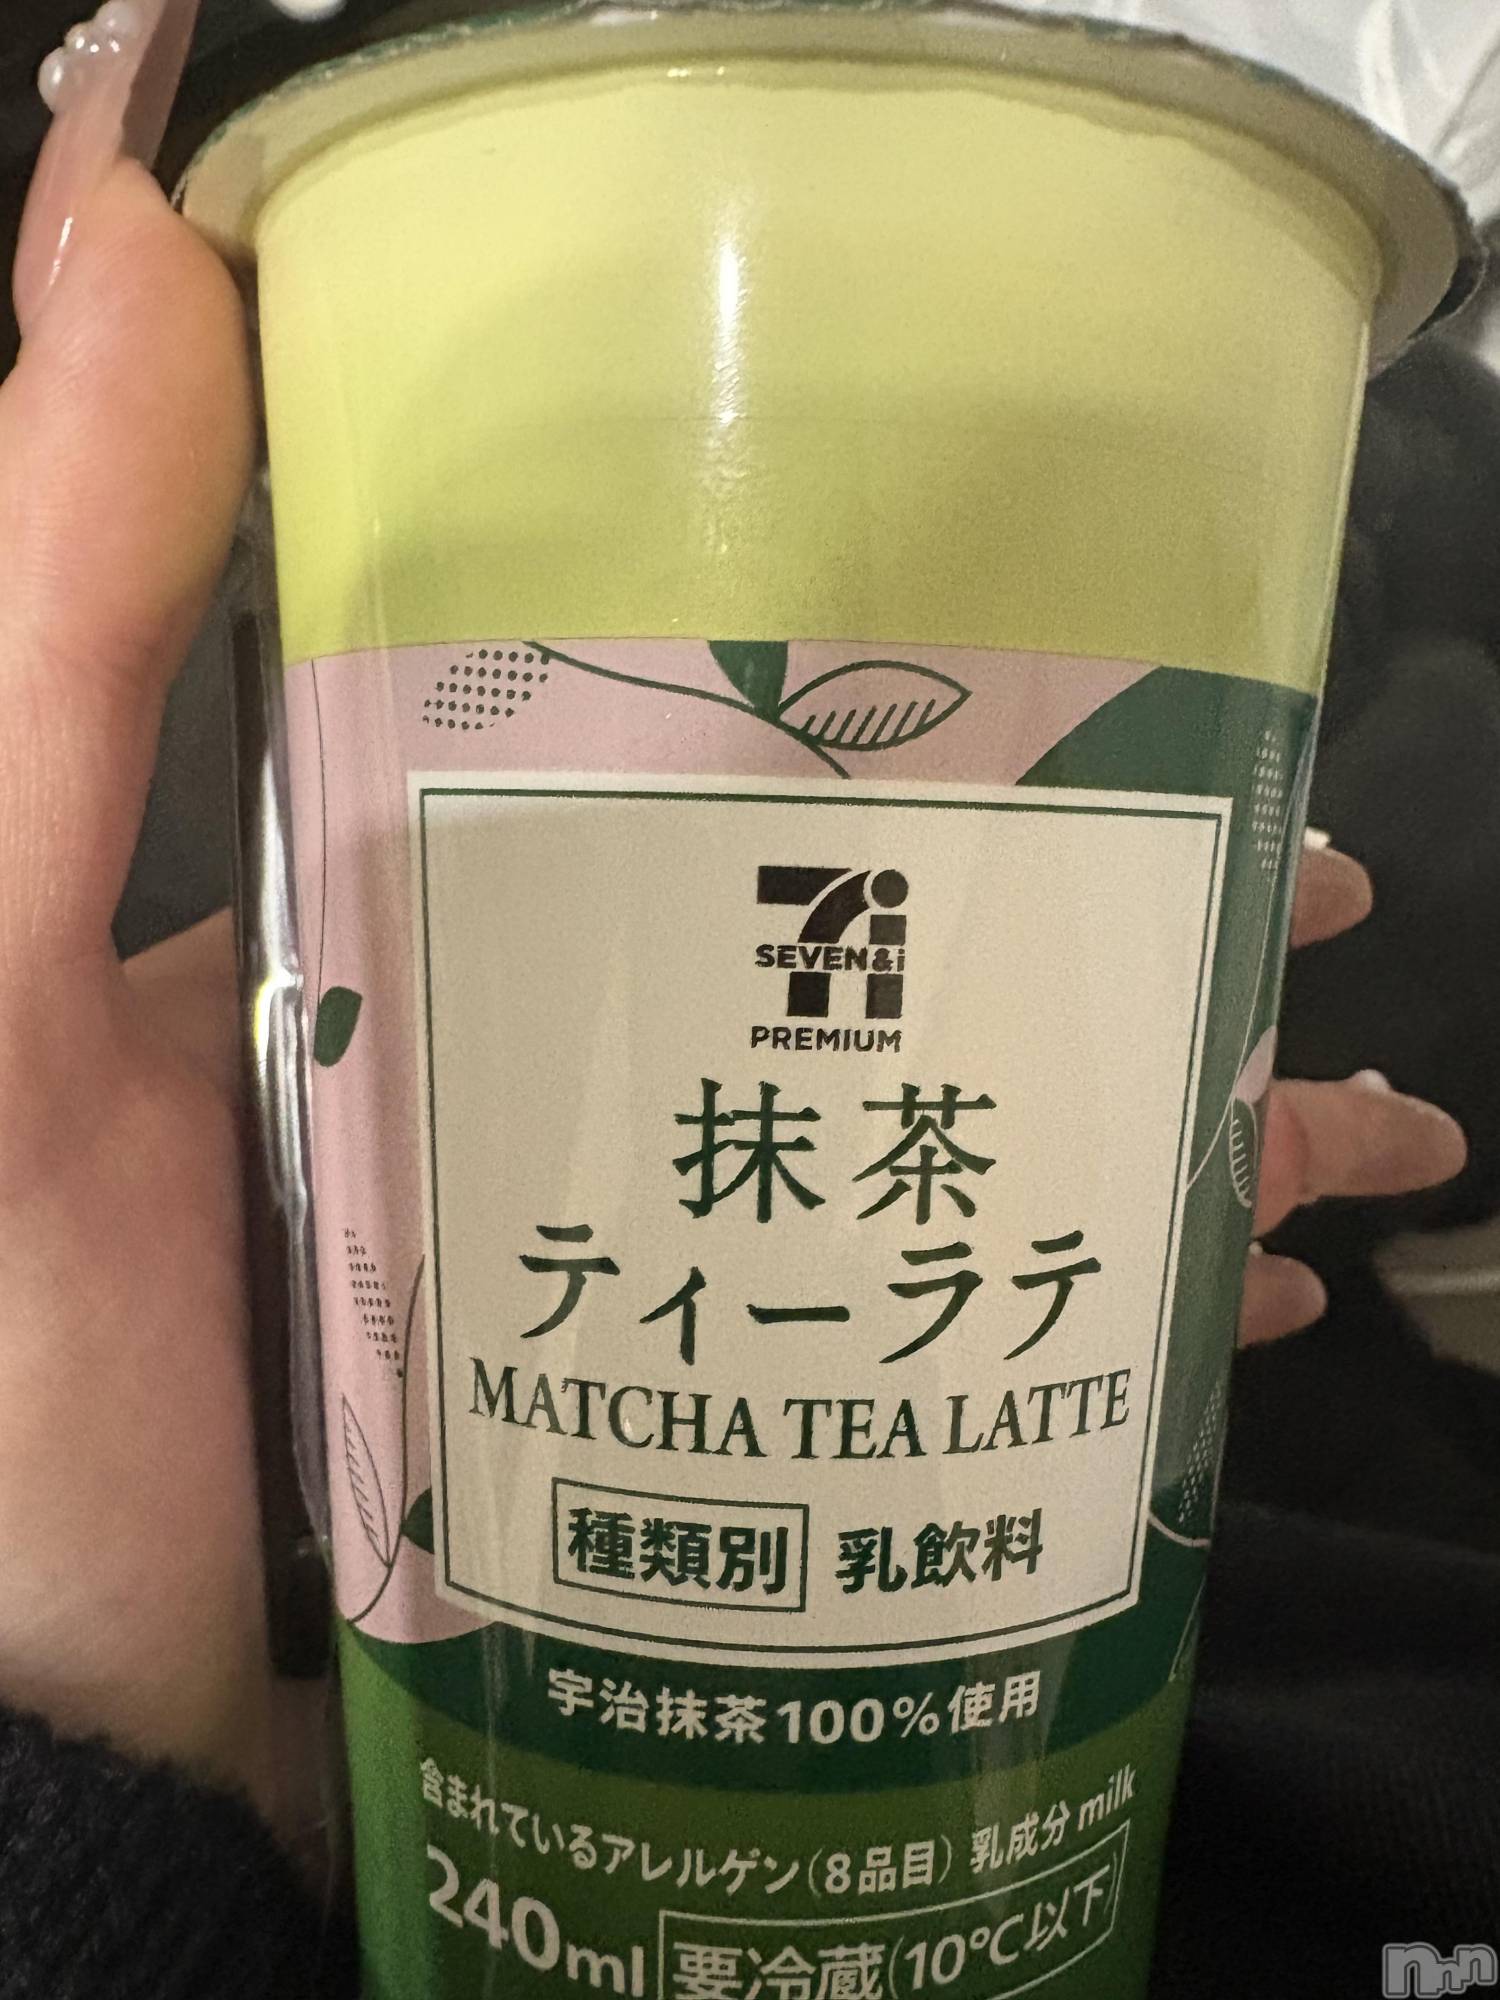 SEVEN&i
PREMIUM
抹茶
ティーラテ
MATCHA TEA LATTE
種類別 乳飲料
宇治抹茶100%使用
含まれているアレルゲン(8品目) 乳成分 milk
240ml 要冷蔵(10℃以下)
nnn